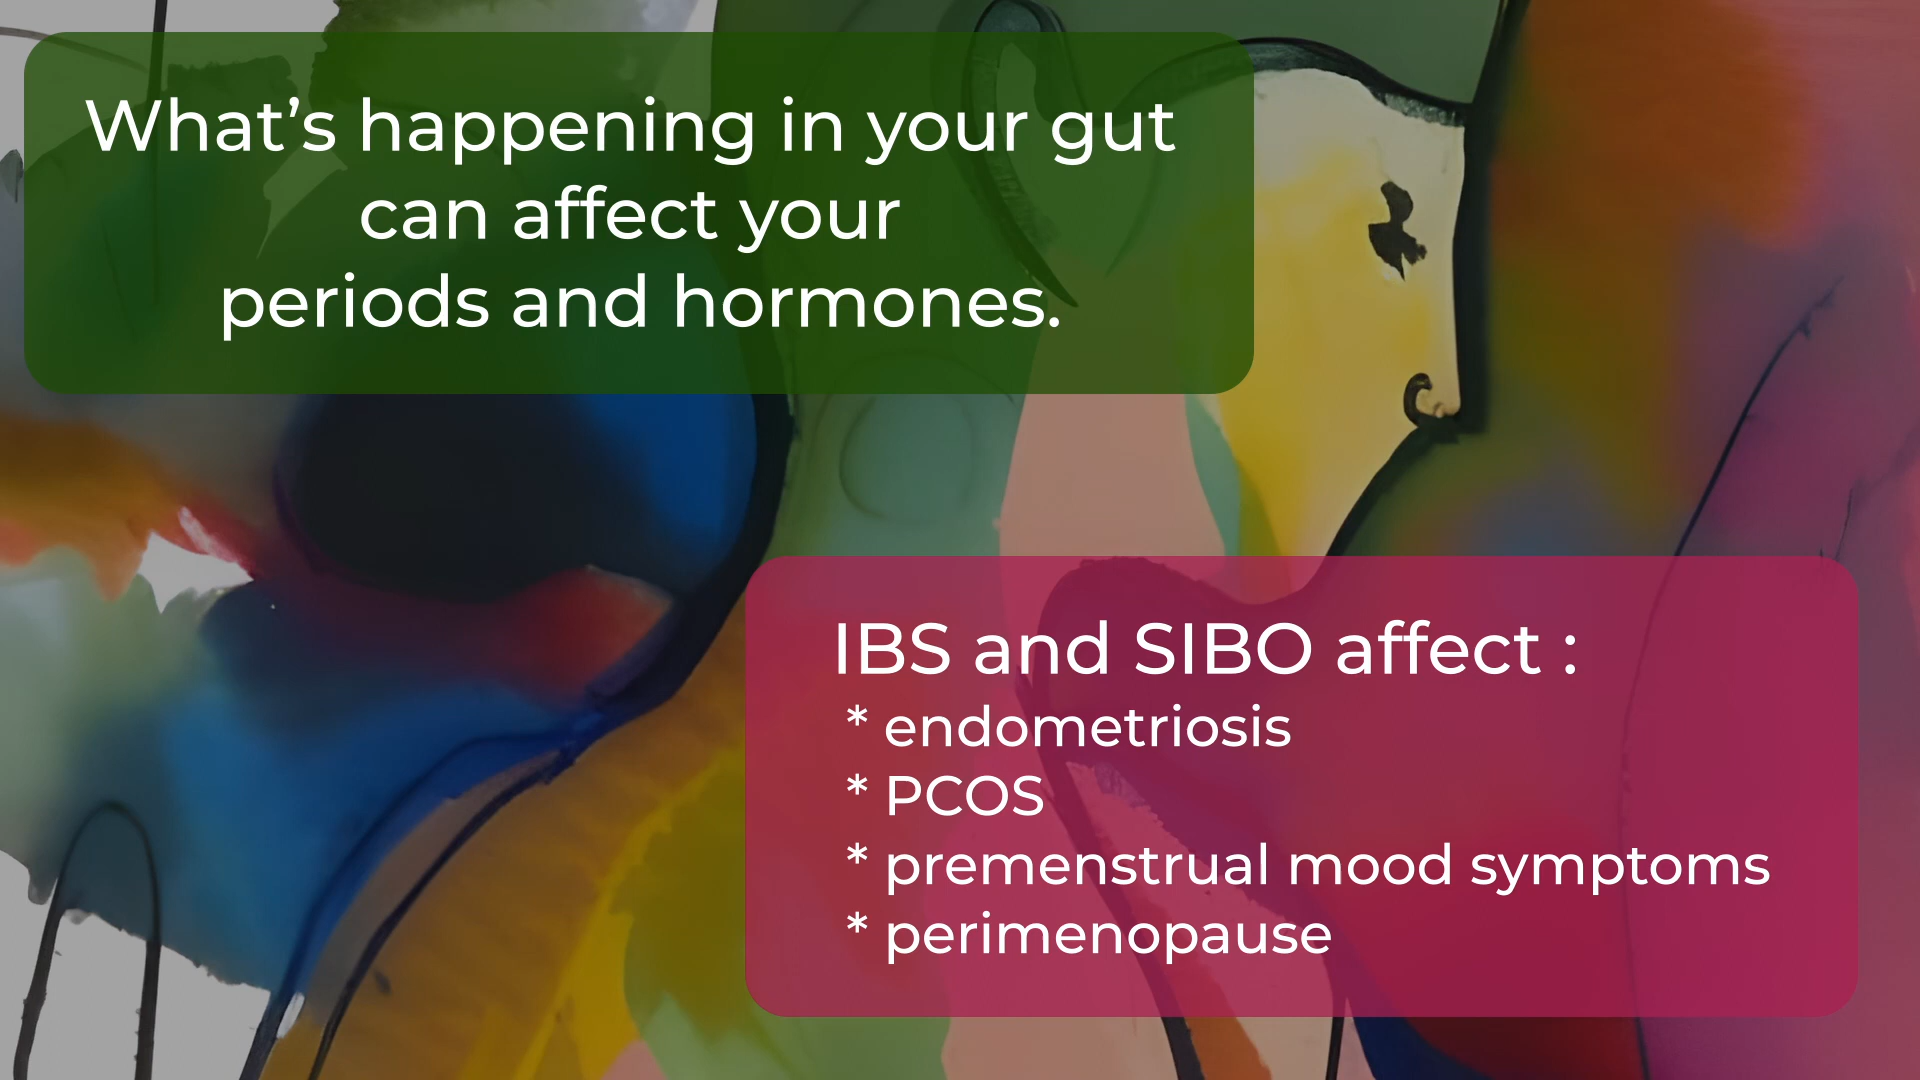 What’s happening in your gut
can affect your
periods and hormones.
IBS and SIBO affect :
* endometriosis
* PCOS
* premenstrual mood symptoms
* perimenopause